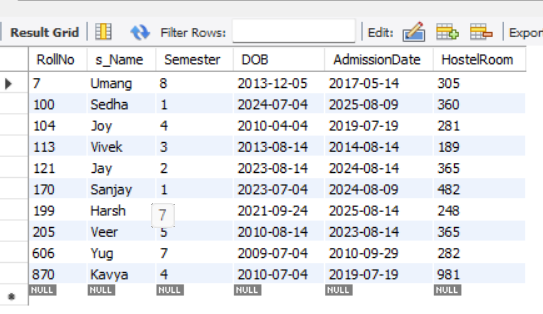 Result Grid Filter Rows: Edit: Expor
RollNo s_Name Semester DOB AdmissionDate HostelRoom
7 Umang 8 2013-12-05 2017-05-14 305
100 Sedha 1 2024-07-04 2025-08-09 360
104 Joy 4 2010-04-04 2019-07-19 281
113 Vivek 3 2013-08-14 2014-08-14 189
121 Jay 2 2023-08-14 2024-08-14 365
170 Sanjay 1 2023-07-04 2024-08-09 482
199 Harsh 7 2021-09-24 2025-08-14 248
205 Veer 5 2010-08-14 2023-08-14 365
606 Yug 7 2009-07-04 2010-09-29 282
870 Kavya 4 2010-07-04 2019-07-19 981
NULL NULL NULL NULL NULL NULL